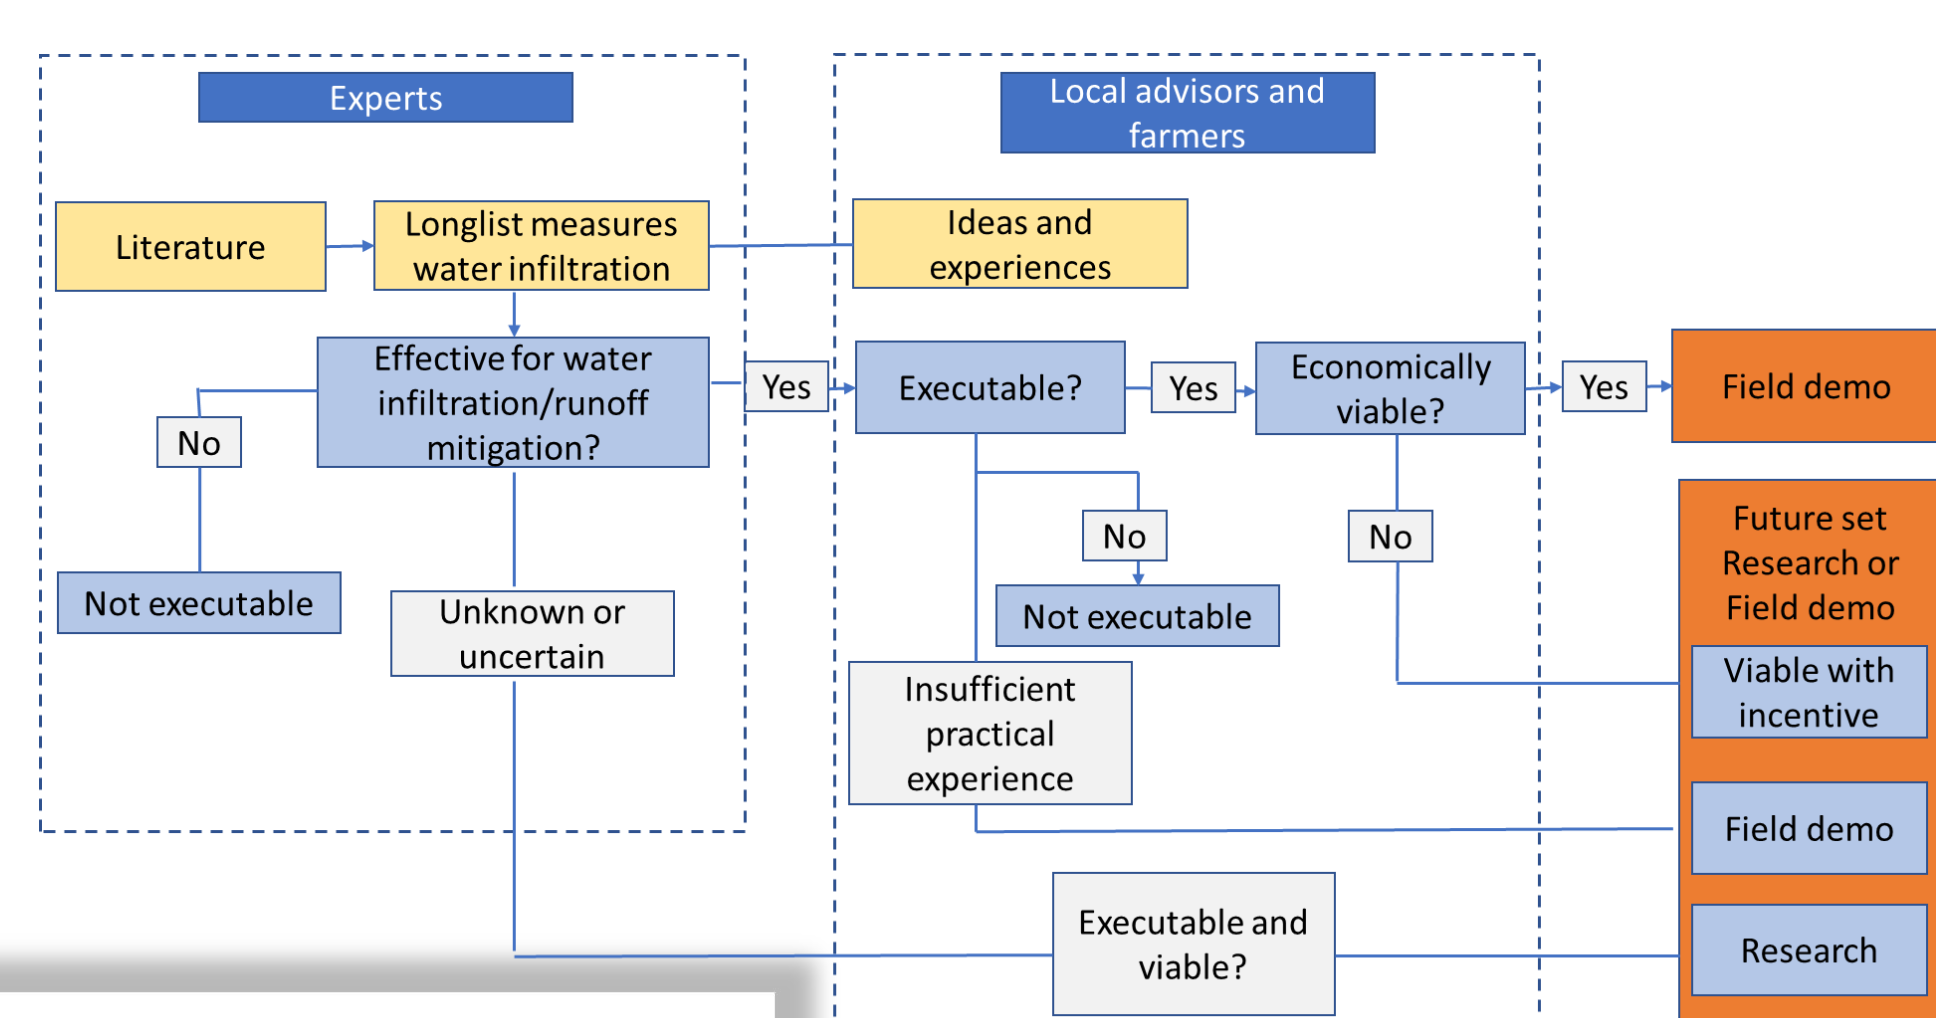 Experts
Local advisors and
farmers
Literature
Longlist measures
water infiltration
Ideas and
experiences
Effective for water
infiltration/runoff
mitigation?
Yes
Executable?
Yes
Economically
viable?
Yes
Field demo
No
Not executable
Unknown or
uncertain
No
Not executable
No
Insufficient
practical
experience
Executable and
viable?
Future set
Research or
Field demo
Viable with
incentive
Field demo
Research